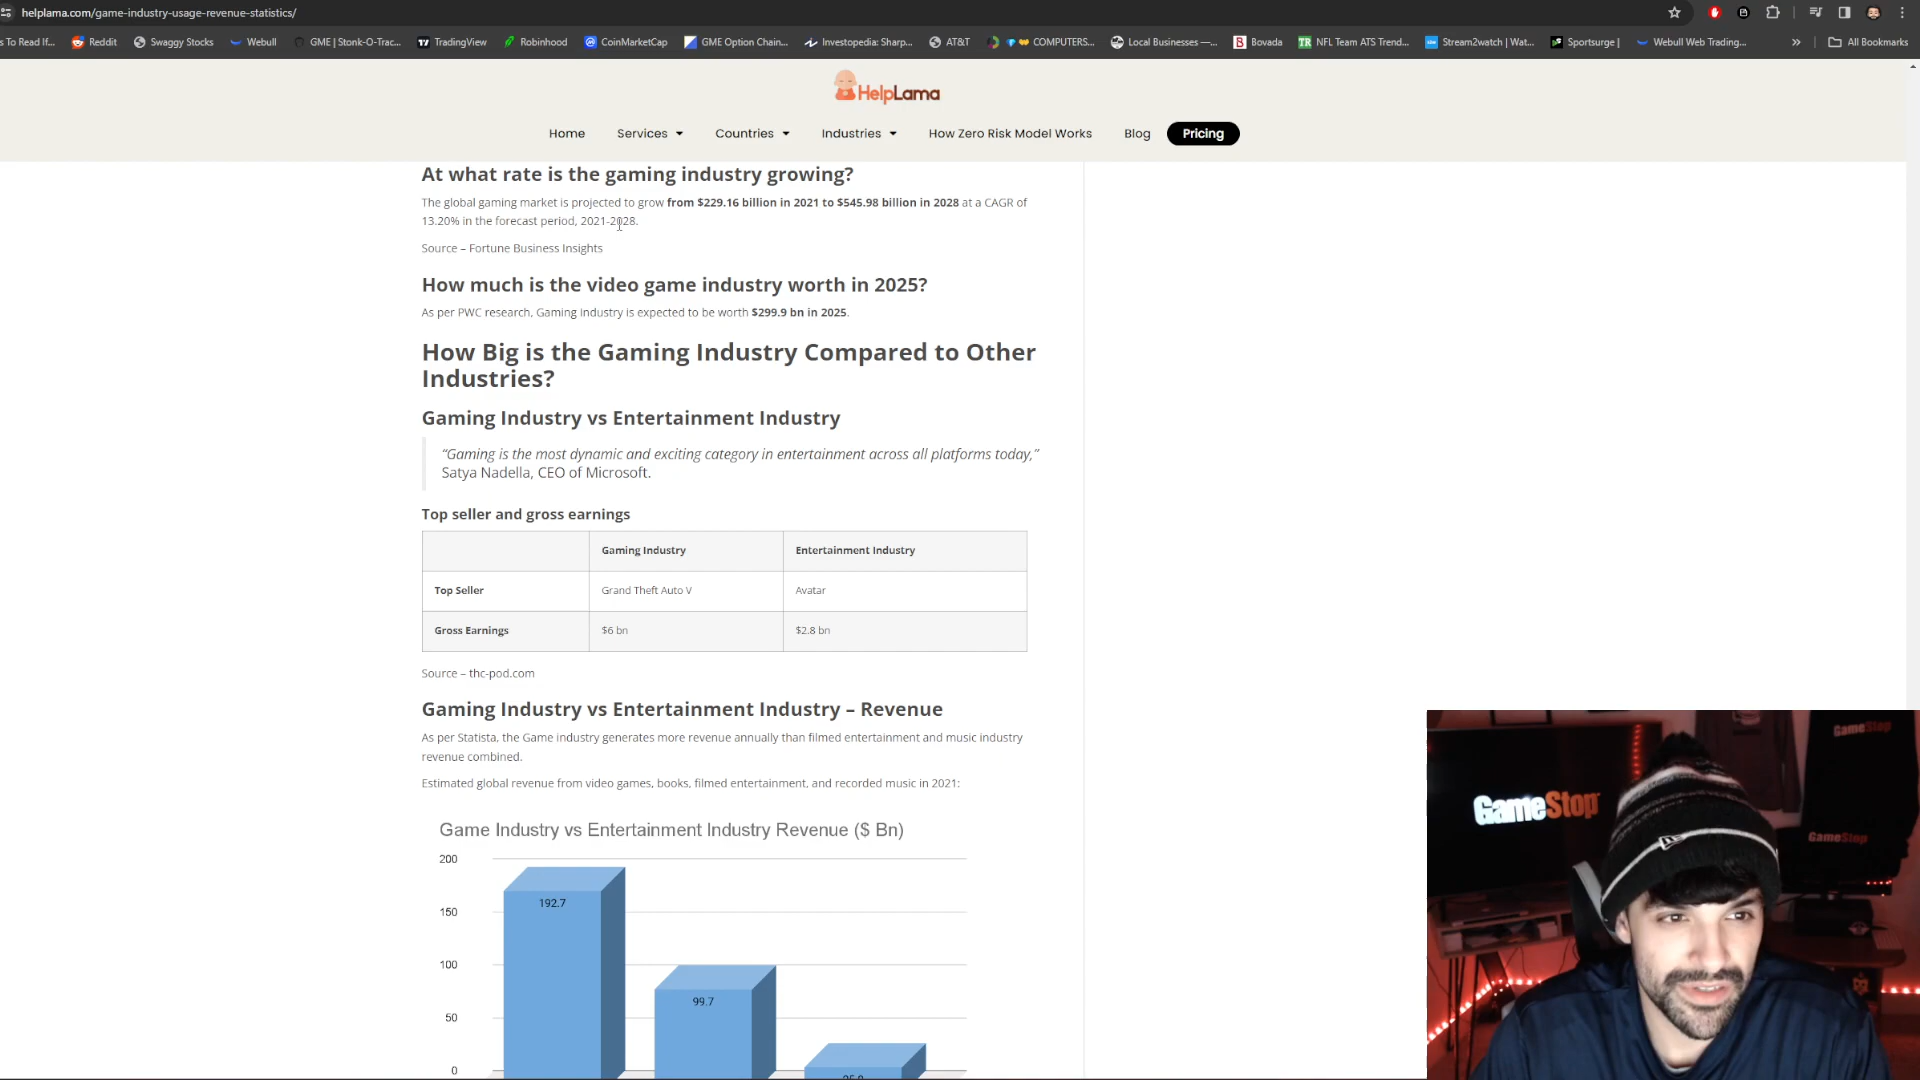 helplama.com/game-industry-usage-revenue-statistics/
s To Read If... Reddit Swaggy Stocks Webull GME | Stonk-O-Trac... TradingView Robinhood CoinMarketCap GME Option Chain... Investopedia: Sharp... AT&T COMPUTERS... Local Businesses —... Bovada NFL Team ATS Trend... Stream2watch | Wat... Sportsurge | Webull Web Trading... » All Bookmarks
HelpLama
Home Services Countries Industries How Zero Risk Model Works Blog Pricing
At what rate is the gaming industry growing?
The global gaming market is projected to grow from $229.16 billion in 2021 to $545.98 billion in 2028 at a CAGR of
13.20% in the forecast period, 2021-2028.
Source – Fortune Business Insights
How much is the video game industry worth in 2025?
As per PWC research, Gaming Industry is expected to be worth $299.9 bn in 2025.
How Big is the Gaming Industry Compared to Other
Industries?
Gaming Industry vs Entertainment Industry
“Gaming is the most dynamic and exciting category in entertainment across all platforms today,”
Satya Nadella, CEO of Microsoft.
Top seller and gross earnings
Gaming Industry Entertainment Industry
Top Seller Grand Theft Auto V Avatar
Gross Earnings $6 bn $2.8 bn
Source – thc-pod.com
Gaming Industry vs Entertainment Industry – Revenue
As per Statista, the Game industry generates more revenue annually than filmed entertainment and music industry
revenue combined.
Estimated global revenue from video games, books, filmed entertainment, and recorded music in 2021:
Game Industry vs Entertainment Industry Revenue ($ Bn)
200
192.7
150
100
99.7
50
0
GameStop
GameStop
GameStop